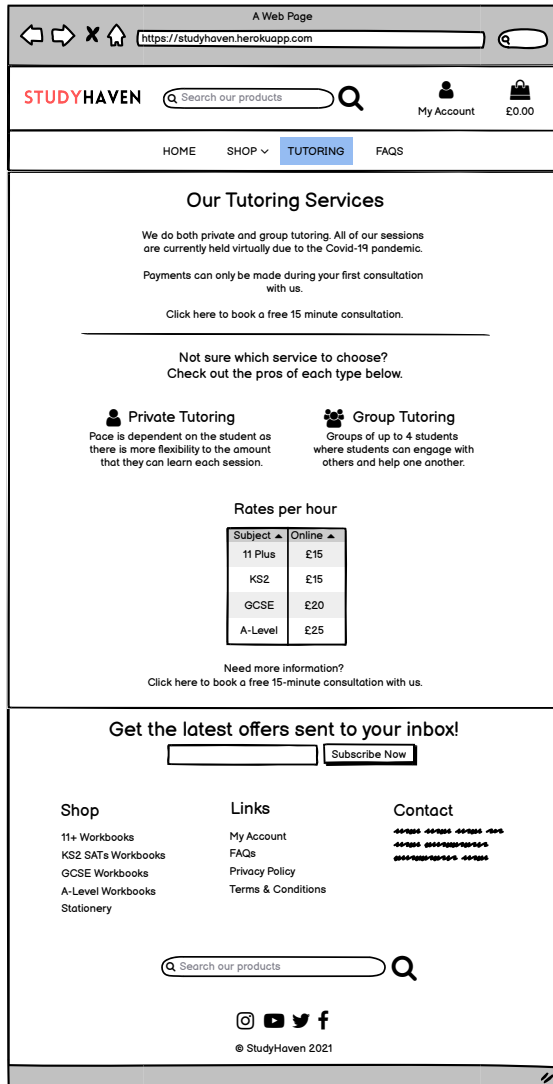 A Web Page
https://studyhaven.herokuapp.com
STUDYHAVEN
Search our products
My Account
£0.00
HOME SHOP TUTORING FAQS
Our Tutoring Services
We do both private and group tutoring. All of our sessions
are currently held virtually due to the Covid-19 pandemic.
Payments can only be made during your first consultation
with us.
Click here to book a free 15 minute consultation.
Not sure which service to choose?
Check out the pros of each type below.
Private Tutoring
Pace is dependent on the student as
there is more flexibility to the amount
that they can learn each session.
Group Tutoring
Groups of up to 4 students
where students can engage with
others and help one another.
Rates per hour
Subject Online
11 Plus £15
KS2 £15
GCSE £20
A-Level £25
Need more information?
Click here to book a free 15-minute consultation with us.
Get the latest offers sent to your inbox!
Subscribe Now
Shop
11+ Workbooks
KS2 SATs Workbooks
GCSE Workbooks
A-Level Workbooks
Stationery
Links
My Account
FAQs
Privacy Policy
Terms & Conditions
Contact
Search our products
© StudyHaven 2021